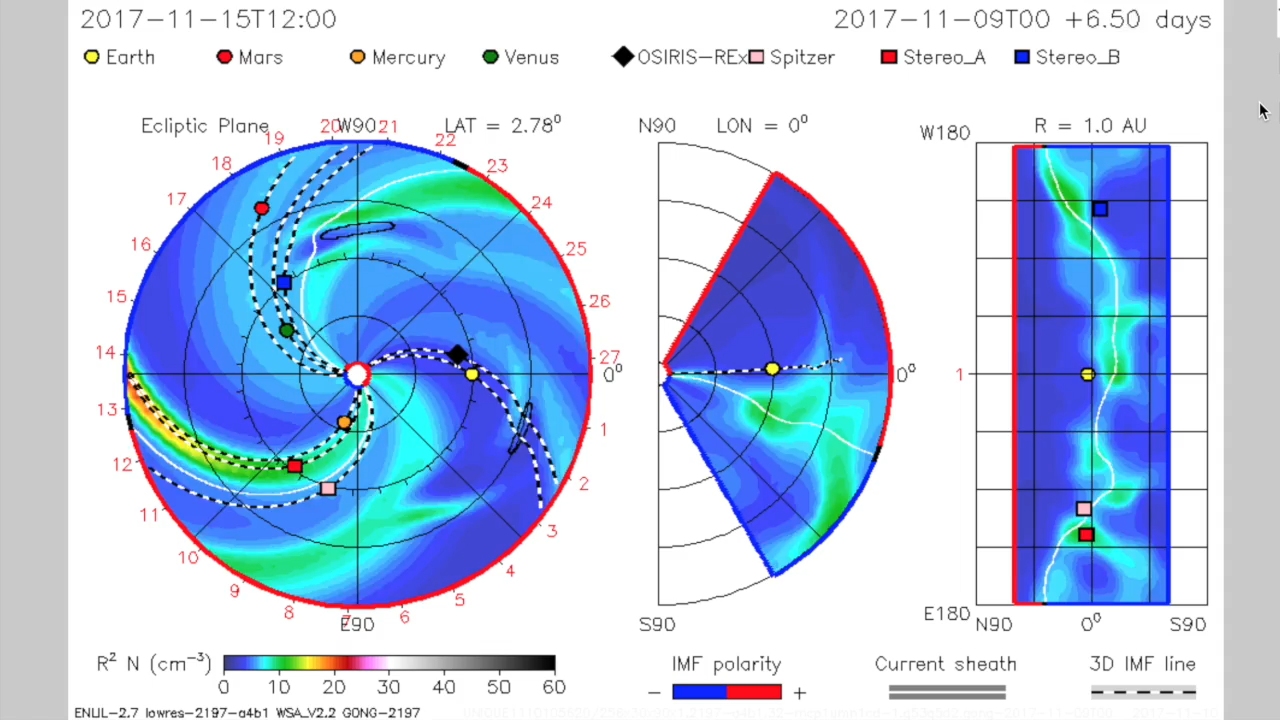 2017-11-15T12:00 2017-11-09T00 +6.50 days
Earth Mars Mercury Venus OSIRIS-REx Spitzer Stereo_A Stereo_B
Ecliptic Plane W90 LAT = 2.78° N90 LON = 0° W180 R = 1.0 AU
19 20 21 22
18 23
17 24
16 25
15 26
14 27 0° 0° 1
13 1
12 2
11 3
10 4
9 5
8 7 6
E90 S90 E180 N90 0° S90
R² N (cm⁻³) IMF polarity Current sheath 3D IMF line
0 10 20 30 40 50 60 − +
ENLIL-2.7 lowres-2197-a4b1 WSA_V2.2 GONG-2197